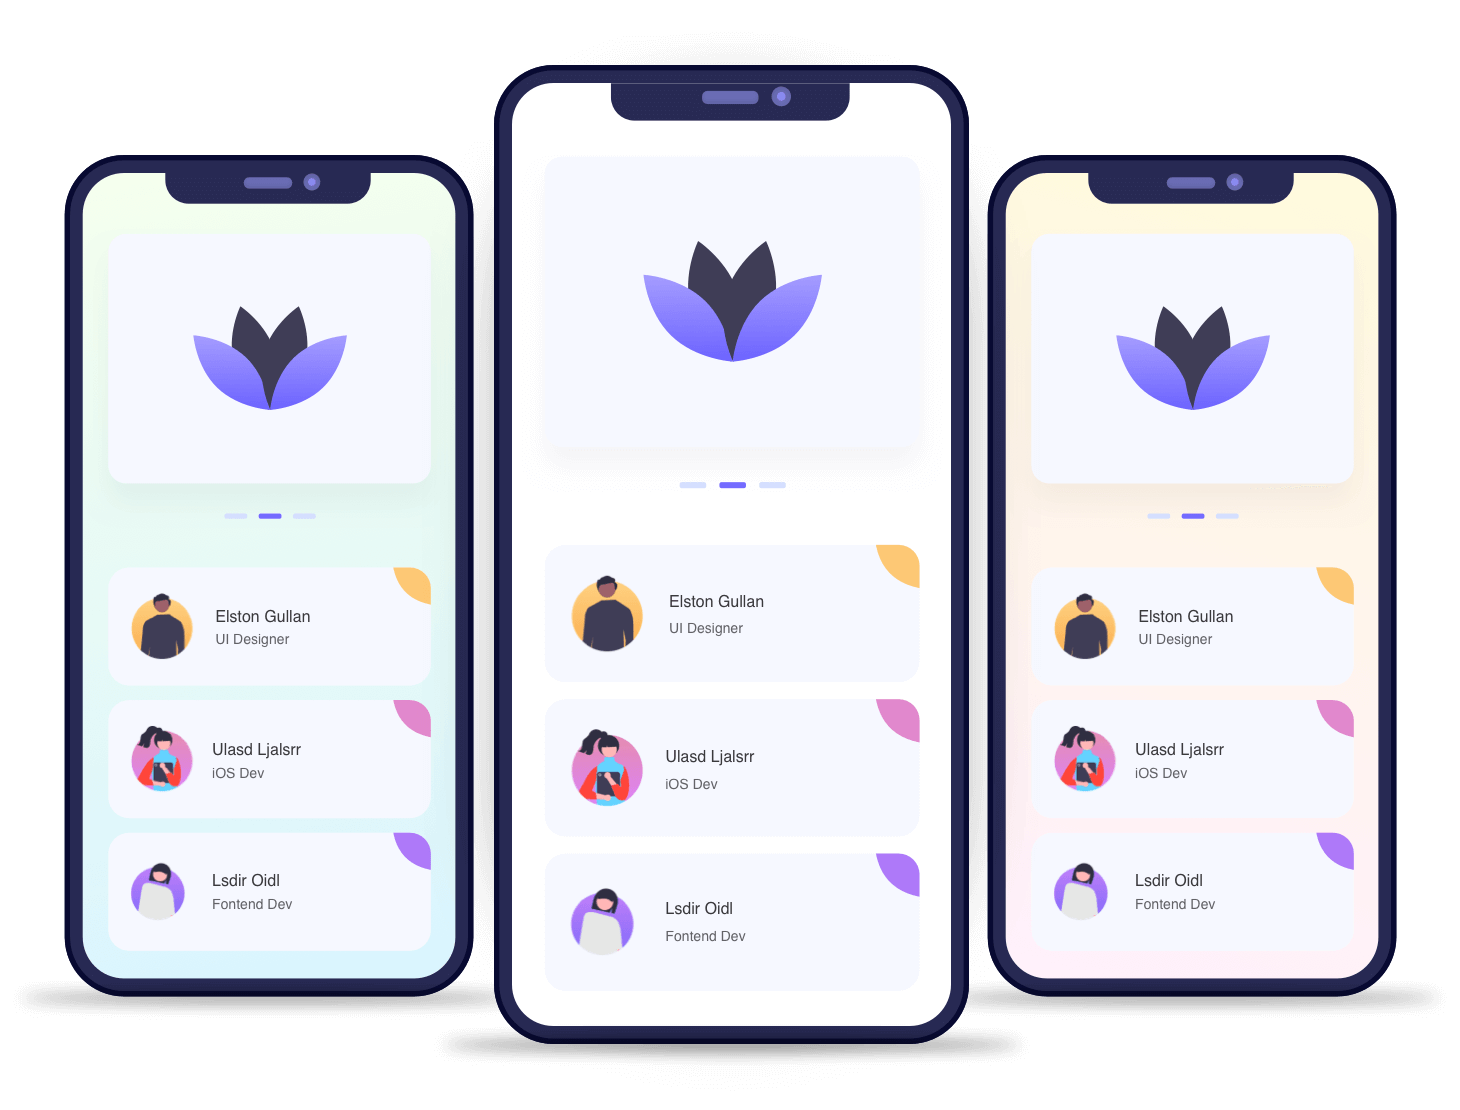 Elston Gullan
UI Designer
Ulasd Ljalsrr
iOS Dev
Lsdir Oidl
Fontend Dev
Elston Gullan
UI Designer
Ulasd Ljalsrr
iOS Dev
Lsdir Oidl
Fontend Dev
Elston Gullan
UI Designer
Ulasd Ljalsrr
iOS Dev
Lsdir Oidl
Fontend Dev